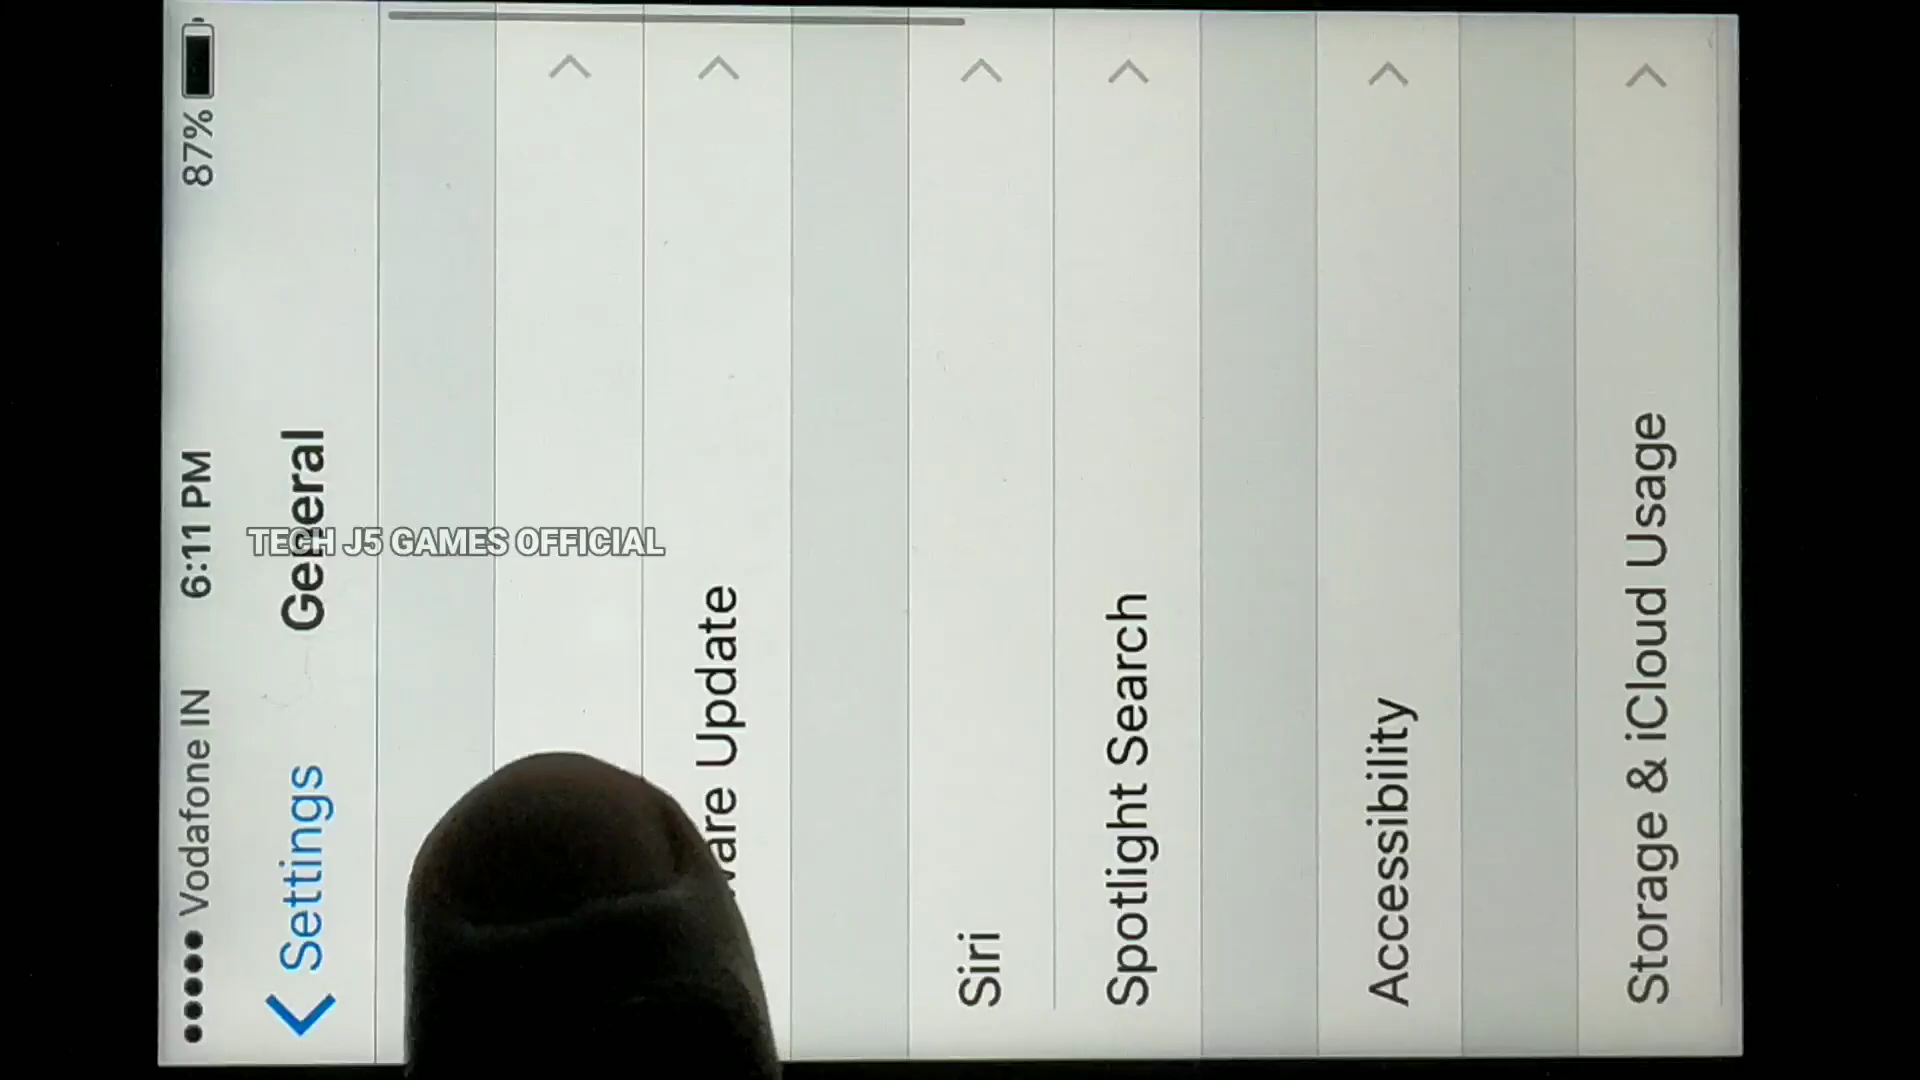 ●●●●● Vodafone IN 6:11 PM 87%
Settings General
TECH J5 GAMES OFFICIAL
Update
Siri
Spotlight Search
Accessibility
Storage & iCloud Usage